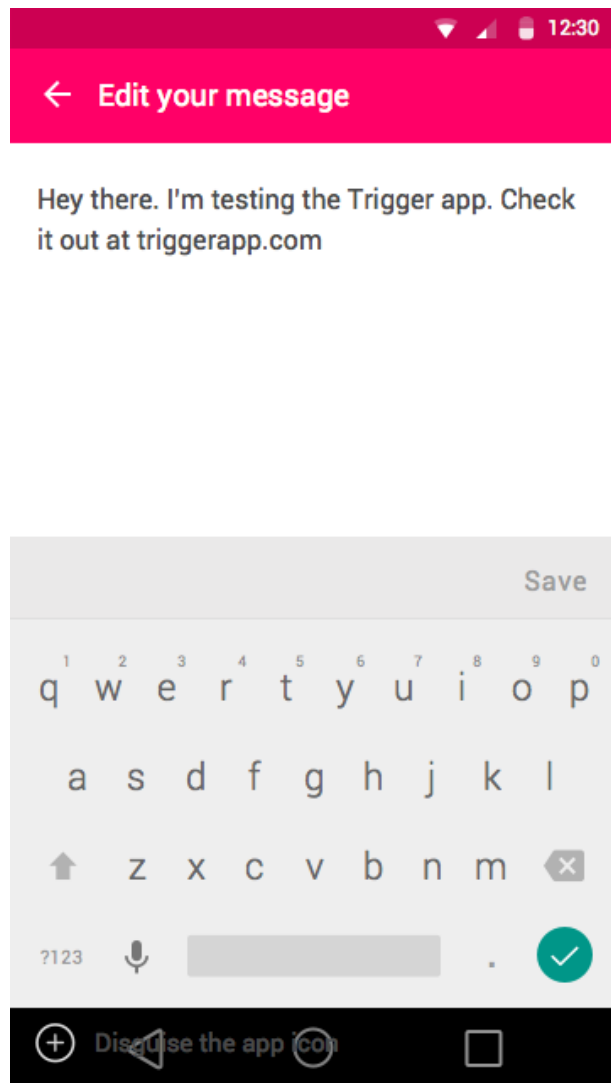 12:30
Edit your message
Hey there. I'm testing the Trigger app. Check
it out at triggerapp.com
Save
1 2 3 4 5 6 7 8 9 0
q w e r t y u i o p
a s d f g h j k l
z x c v b n m
?123 .
Disguise the app icon